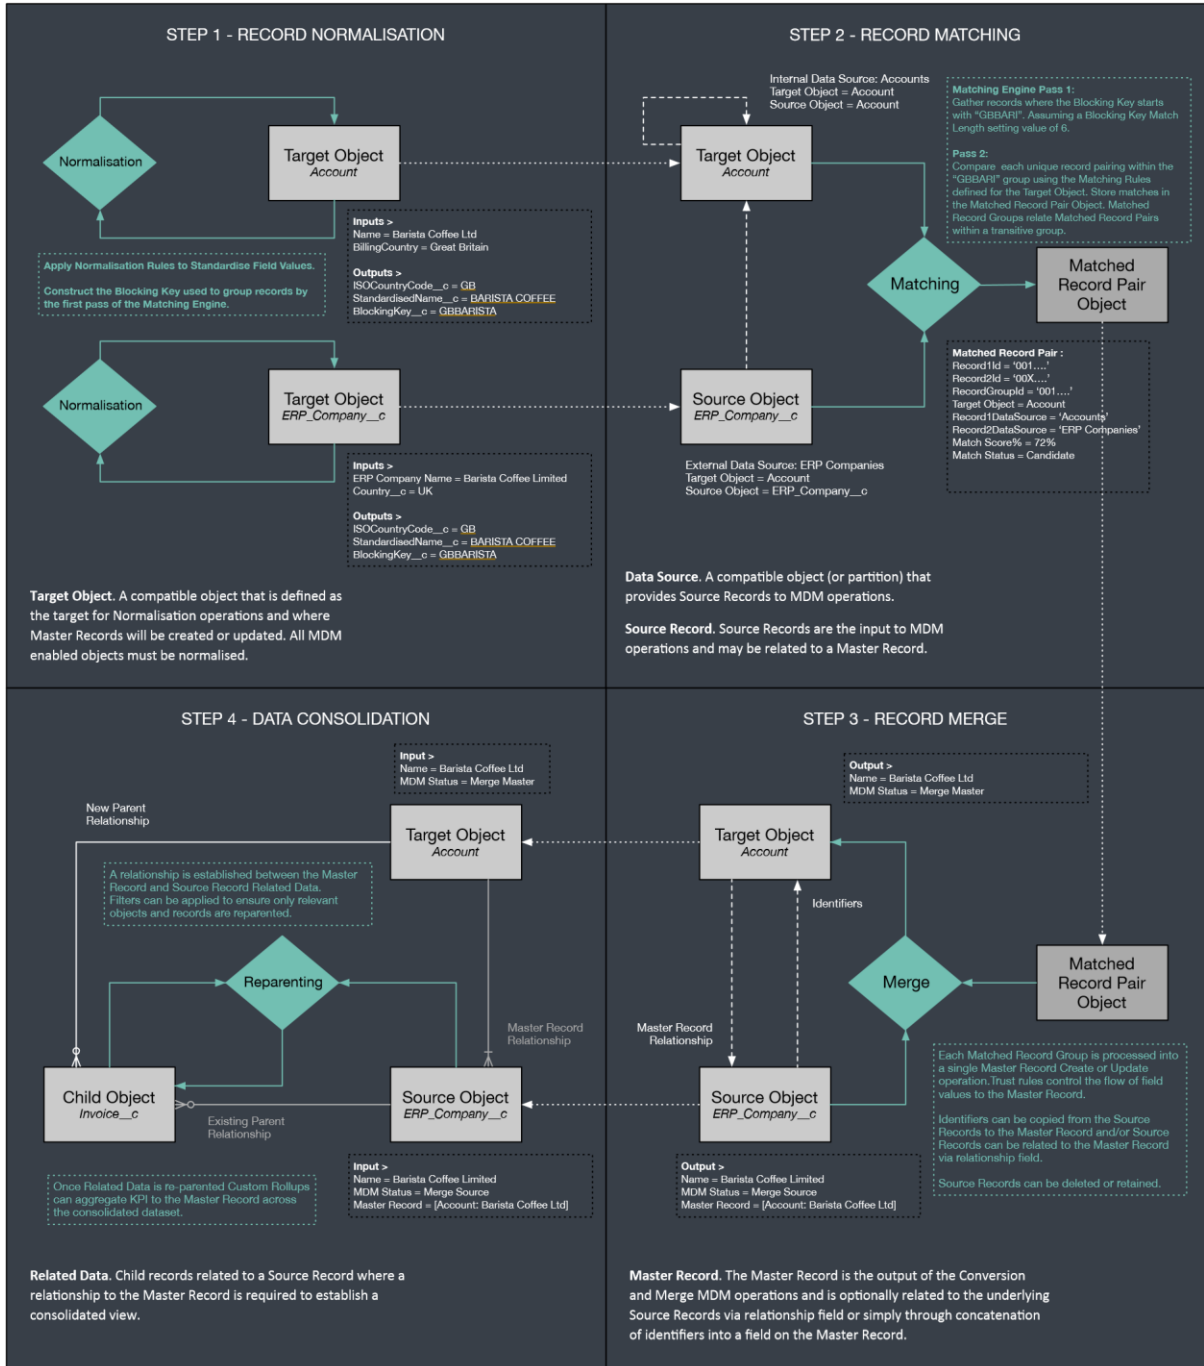 STEP 1 - RECORD NORMALISATION
Normalisation
Target Object
Account
Inputs >
Name = Barista Coffee Ltd
BillingCountry = Great Britain
Outputs >
ISOCountryCode__c = GB
StandardisedName__c = BARISTA COFFEE
BlockingKey__c = GBBARISTA
Apply Normalisation Rules to Standardise Field Values.
Construct the Blocking Key used to group records by
the first pass of the Matching Engine.
Normalisation
Target Object
ERP_Company__c
Inputs >
ERP Company Name = Barista Coffee Limited
Country__c = UK
Outputs >
ISOCountryCode__c = GB
StandardisedName__c = BARISTA COFFEE
BlockingKey__c = GBBARISTA
Target Object. A compatible object that is defined as
the target for Normalisation operations and where
Master Records will be created or updated. All MDM
enabled objects must be normalised.
STEP 2 - RECORD MATCHING
Internal Data Source: Accounts
Target Object = Account
Source Object = Account
Matching Engine Pass 1:
Gather records where the Blocking Key starts
with “GBBARI”. Assuming a Blocking Key Match
Length setting value of 6.
Pass 2:
Compare each unique record pairing within the
“GBBARI” group using the Matching Rules
defined for the Target Object. Store matches in
the Matched Record Pair Object. Matched
Record Groups relate Matched Record Pairs
within a transitive group.
Target Object
Account
Matching
Matched
Record Pair
Object
Source Object
ERP_Company__c
Matched Record Pair :
Record1Id = ‘001....’
Record2Id = ‘00X....’
RecordGroupId = ‘001....’
Target Object = Account
Record1DataSource = ‘Accounts’
Record2DataSource = ‘ERP Companies’
Match Score% = 72%
Match Status = Candidate
External Data Source: ERP Companies
Target Object = Account
Source Object = ERP_Company__c
Data Source. A compatible object (or partition) that
provides Source Records to MDM operations.
Source Record. Source Records are the input to MDM
operations and may be related to a Master Record.
STEP 4 - DATA CONSOLIDATION
Input >
Name = Barista Coffee Ltd
MDM Status = Merge Master
New Parent
Relationship
Target Object
Account
A relationship is established between the Master
Record and Source Record Related Data.
Filters can be applied to ensure only relevant
objects and records are reparented.
Reparenting
Master Record
Relationship
Child Object
Invoice__c
Existing Parent
Relationship
Source Object
ERP_Company__c
Input >
Name = Barista Coffee Limited
MDM Status = Merge Source
Master Record = [Account: Barista Coffee Ltd]
Once Related Data is re-parented Custom Rollups
can aggregate KPI to the Master Record across
the consolidated dataset.
Related Data. Child records related to a Source Record where a
relationship to the Master Record is required to establish a
consolidated view.
STEP 3 - RECORD MERGE
Output >
Name = Barista Coffee Ltd
MDM Status = Merge Master
Target Object
Account
Identifiers
Merge
Matched
Record Pair
Object
Master Record
Relationship
Source Object
ERP_Company__c
Output >
Name = Barista Coffee Limited
MDM Status = Merge Source
Master Record = [Account: Barista Coffee Ltd]
Each Matched Record Group is processed into
a single Master Record Create or Update
operation.Trust rules control the flow of field
values to the Master Record.
Identifiers can be copied from the Source
Records to the Master Record and/or Source
Records can be related to the Master Record
via relationship field.
Source Records can be deleted or retained.
Master Record. The Master Record is the output of the Conversion
and Merge MDM operations and is optionally related to the underlying
Source Records via relationship field or simply through concatenation
of identifiers into a field on the Master Record.